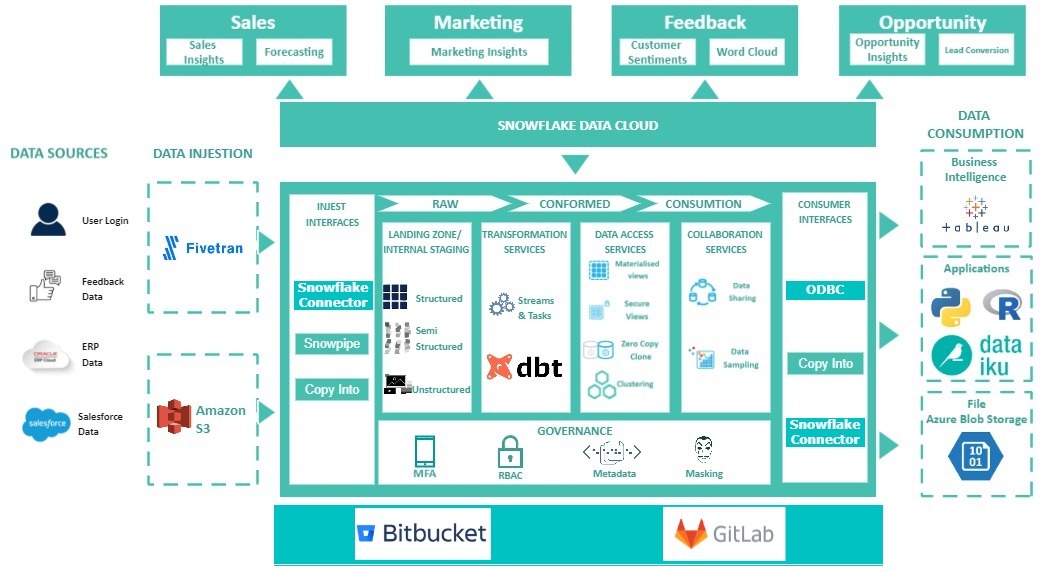 Sales
Sales
Insights
Forecasting
Marketing
Marketing Insights
Feedback
Customer
Sentiments
Word Cloud
Opportunity
Opportunity
Insights
Lead Conversion
SNOWFLAKE DATA CLOUD
DATA SOURCES
User Login
Feedback
Data
ORACLE
ERP Cloud
ERP
Data
salesforce
Salesforce
Data
DATA INJESTION
Fivetran
Amazon
S3
INJEST
INTERFACES
Snowflake
Connector
Snowpipe
Copy Into
RAW
CONFORMED
CONSUMTION
LANDING ZONE/
INTERNAL STAGING
Structured
Semi
Structured
Unstructured
TRANSFORMATION
SERVICES
Streams
& Tasks
dbt
DATA ACCESS
SERVICES
Materialised
views
Secure
Views
Zero Copy
Clone
Clustering
COLLABORATION
SERVICES
Data
Sharing
Data
Sampling
GOVERNANCE
MFA
RBAC
Metadata
Masking
CONSUMER
INTERFACES
ODBC
Copy Into
Snowflake
Connector
DATA
CONSUMPTION
Business
Intelligence
+ableau
Applications
R
data
iku
File
Azure Blob Storage
10
01
Bitbucket
GitLab